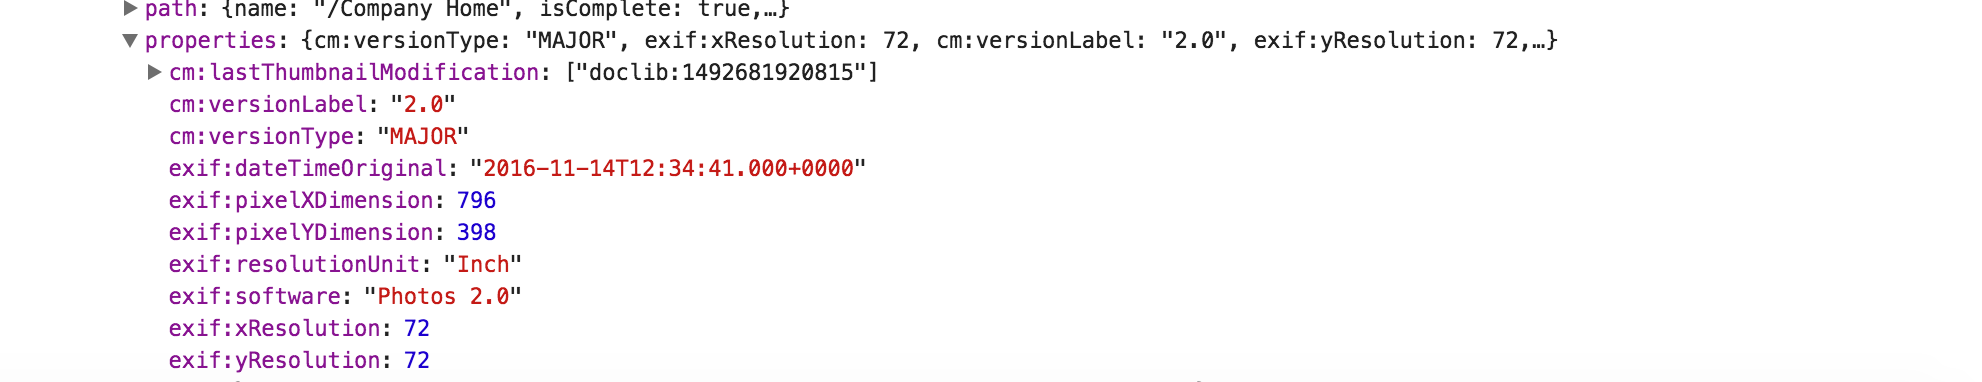 ▶ path: {name: "/Company Home", isComplete: true,…}
▼ properties: {cm:versionType: "MAJOR", exif:xResolution: 72, cm:versionLabel: "2.0", exif:yResolution: 72,…}
▶ cm:lastThumbnailModification: ["doclib:1492681920815"]
cm:versionLabel: "2.0"
cm:versionType: "MAJOR"
exif:dateTimeOriginal: "2016-11-14T12:34:41.000+0000"
exif:pixelXDimension: 796
exif:pixelYDimension: 398
exif:resolutionUnit: "Inch"
exif:software: "Photos 2.0"
exif:xResolution: 72
exif:yResolution: 72